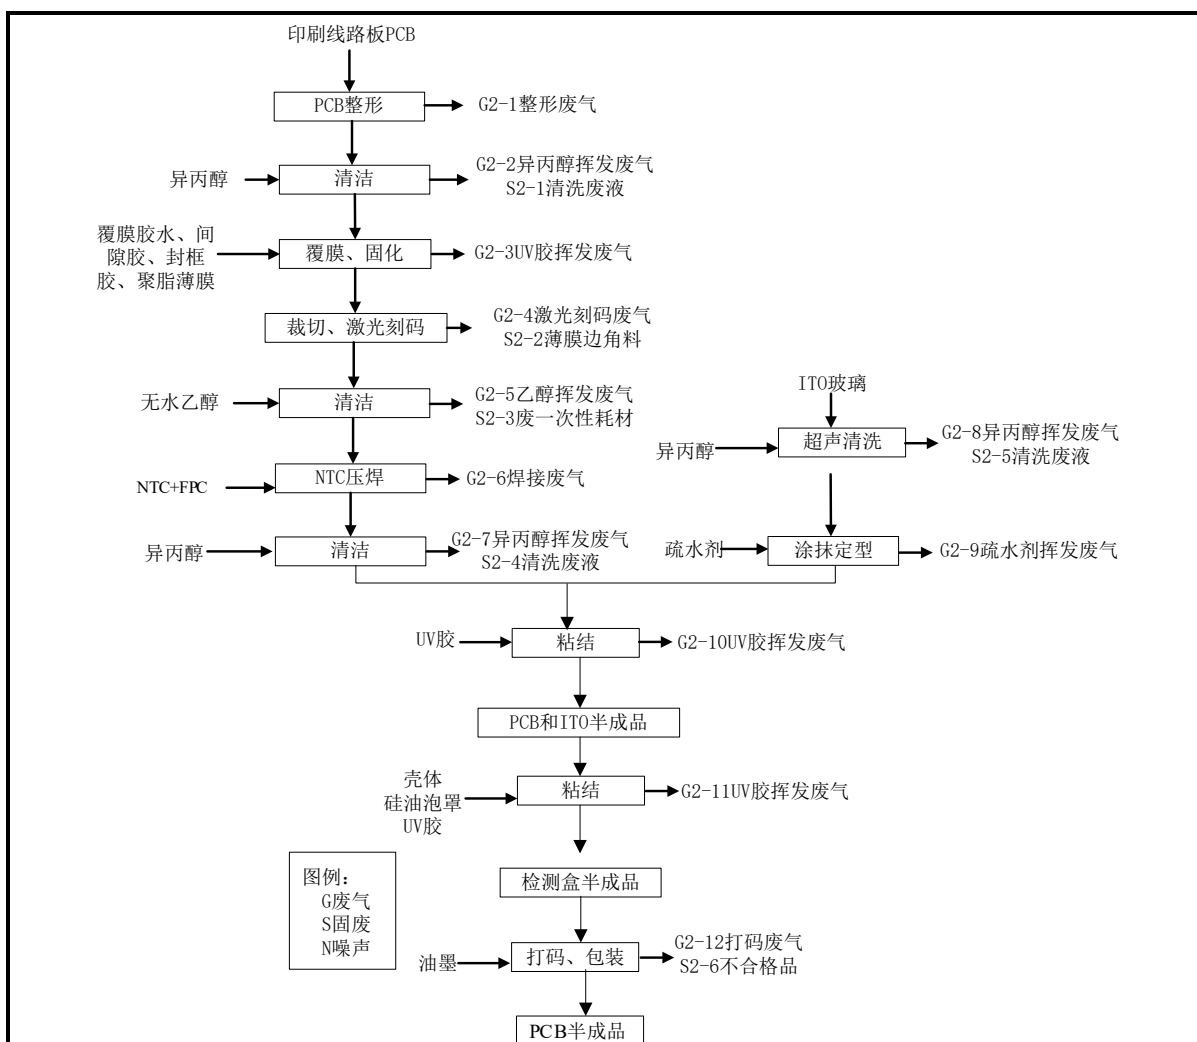 印刷线路板PCB
PCB整形
G2-1整形废气
异丙醇
清洁
G2-2异丙醇挥发废气
S2-1清洗废液
覆膜胶水、间
隙胶、封框
胶、聚脂薄膜
覆膜、固化
G2-3UV胶挥发废气
裁切、激光刻码
G2-4激光刻码废气
S2-2薄膜边角料
无水乙醇
清洁
G2-5乙醇挥发废气
S2-3废一次性耗材
NTC+FPC
NTC压焊
G2-6焊接废气
异丙醇
清洁
G2-7异丙醇挥发废气
S2-4清洗废液
ITO玻璃
异丙醇
超声清洗
G2-8异丙醇挥发废气
S2-5清洗废液
疏水剂
涂抹定型
G2-9疏水剂挥发废气
UV胶
粘结
G2-10UV胶挥发废气
PCB和ITO半成品
壳体
硅油泡罩
UV胶
粘结
G2-11UV胶挥发废气
检测盒半成品
油墨
打码、包装
G2-12打码废气
S2-6不合格品
PCB半成品
图例：
G废气
S固废
N噪声